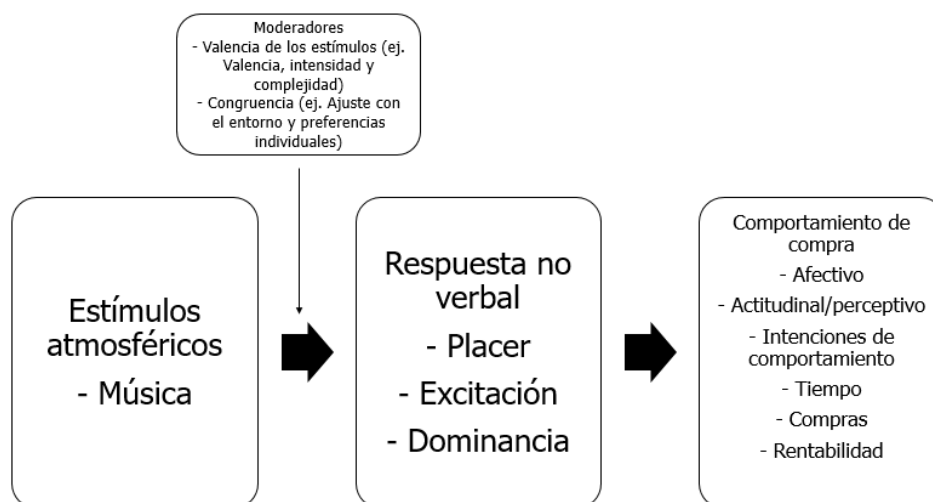 Moderadores
- Valencia de los estímulos (ej.
Valencia, intensidad y
complejidad)
- Congruencia (ej. Ajuste con
el entorno y preferencias
individuales)
Estímulos
atmosféricos
- Música
Respuesta no
verbal
- Placer
- Excitación
- Dominancia
Comportamiento de
compra
- Afectivo
- Actitudinal/perceptivo
- Intenciones de
comportamiento
- Tiempo
- Compras
- Rentabilidad